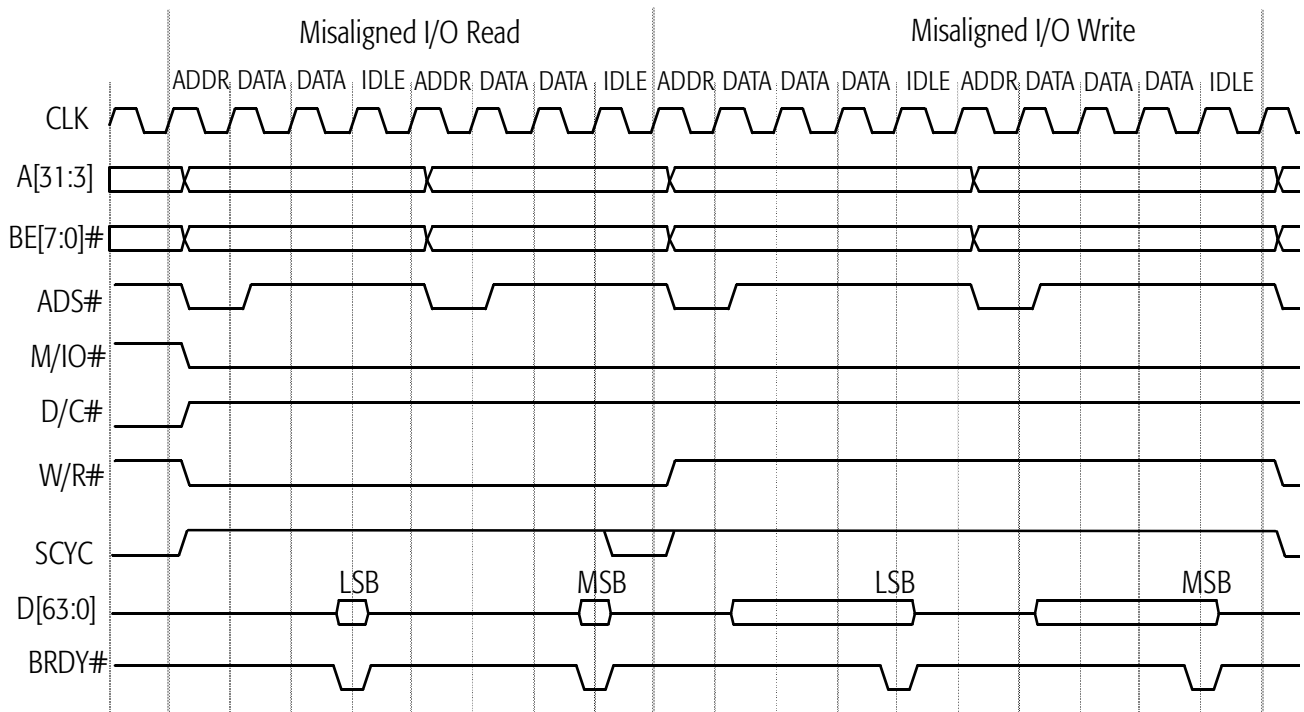 Misaligned I/O Read Misaligned I/O Write
ADDR DATA DATA IDLE ADDR DATA DATA IDLE ADDR DATA DATA DATA IDLE ADDR DATA DATA DATA IDLE
CLK
A[31:3]
BE[7:0]#
ADS#
M/IO#
D/C#
W/R#
SCYC
LSB MSB LSB MSB
D[63:0]
BRDY#